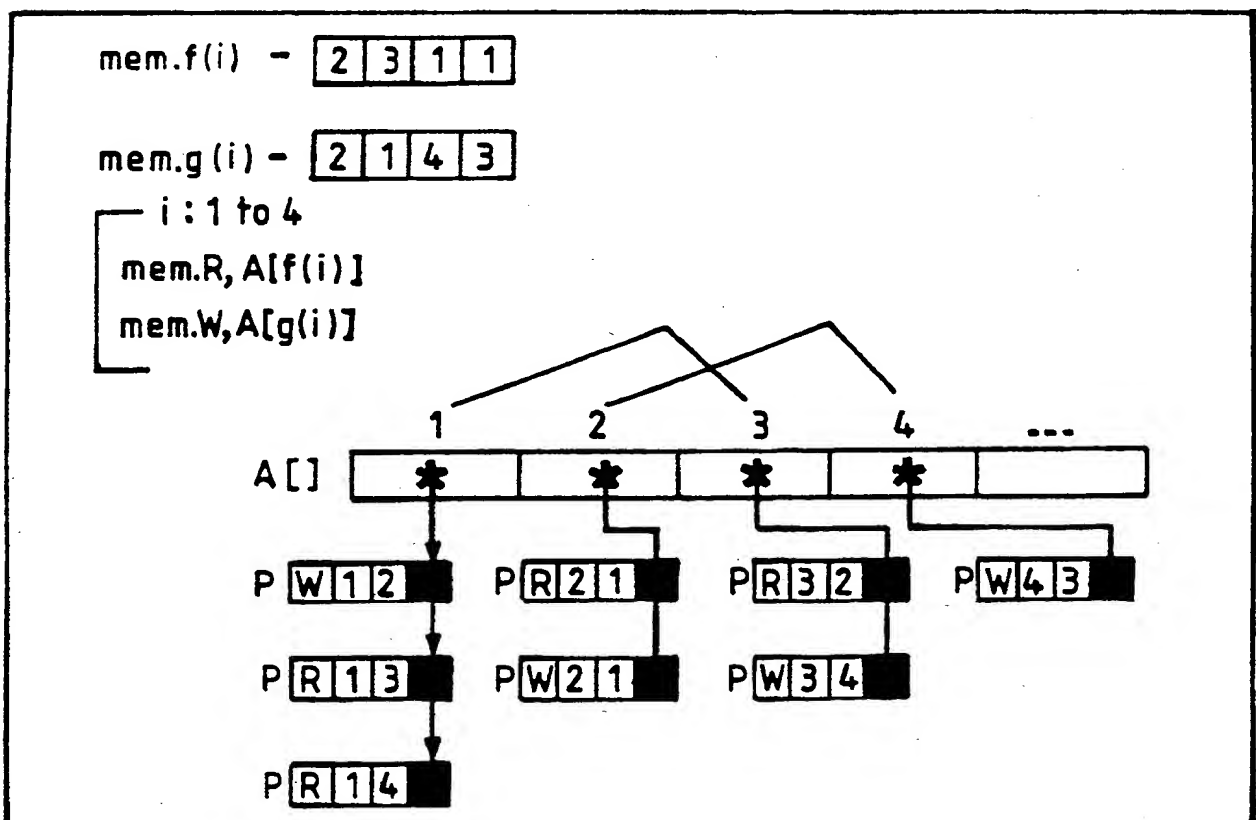 mem.f(i) - 2 3 1 1
mem.g(i) - 2 1 4 3
i : 1 to 4
mem.R, A[f(i)]
mem.W, A[g(i)]
1 2 3 4 ---
A[] * * * *
P W 1 2 P R 2 1 P R 3 2 P W 4 3
P R 1 3 P W 2 1 P W 3 4
P R 1 4